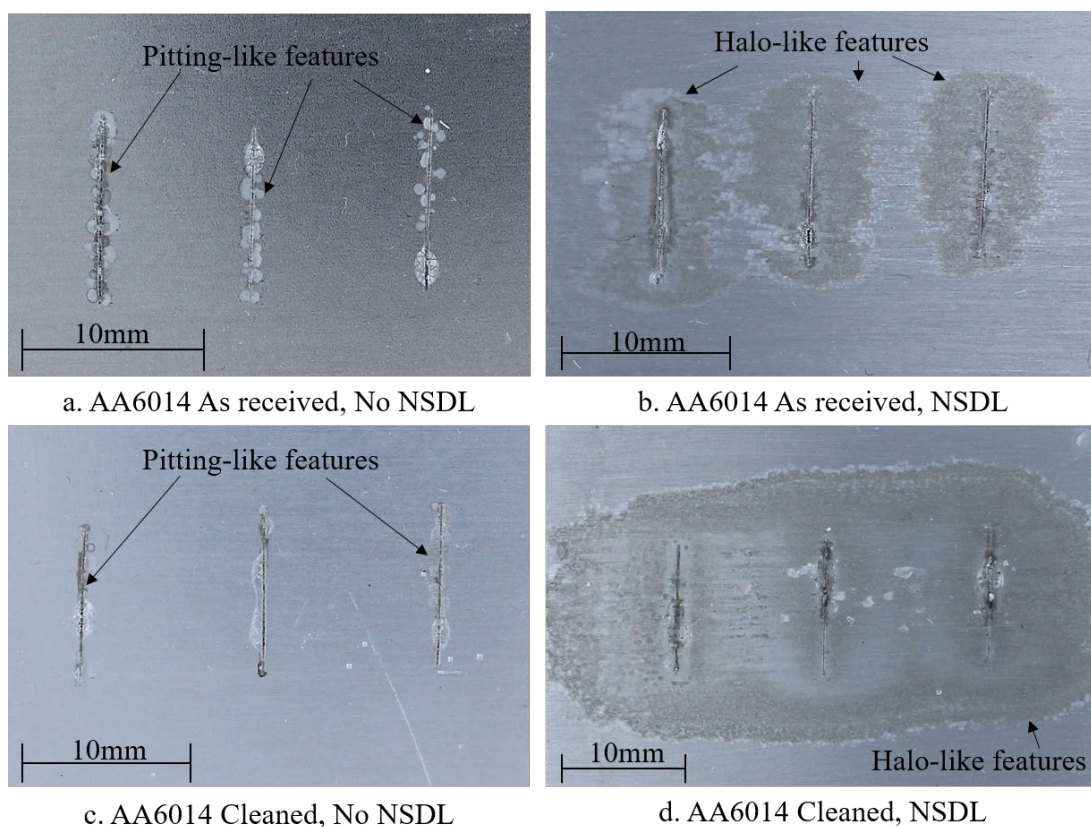 Pitting-like features
10mm
a. AA6014 As received, No NSDL
Halo-like features
10mm
b. AA6014 As received, NSDL
Pitting-like features
10mm
c. AA6014 Cleaned, No NSDL
10mm
Halo-like features
d. AA6014 Cleaned, NSDL